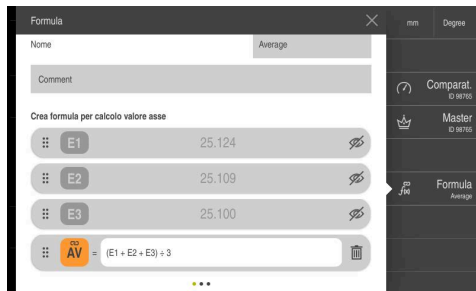 Formula
mm
Degree
Nome
Average
Comment
Comparat.
ID 98765
Crea formula per calcolo valore asse
Master
ID 98765
E1
25.124
E2
25.109
E3
25.100
Formula
Average
AV = (E1 + E2 + E3) ÷ 3